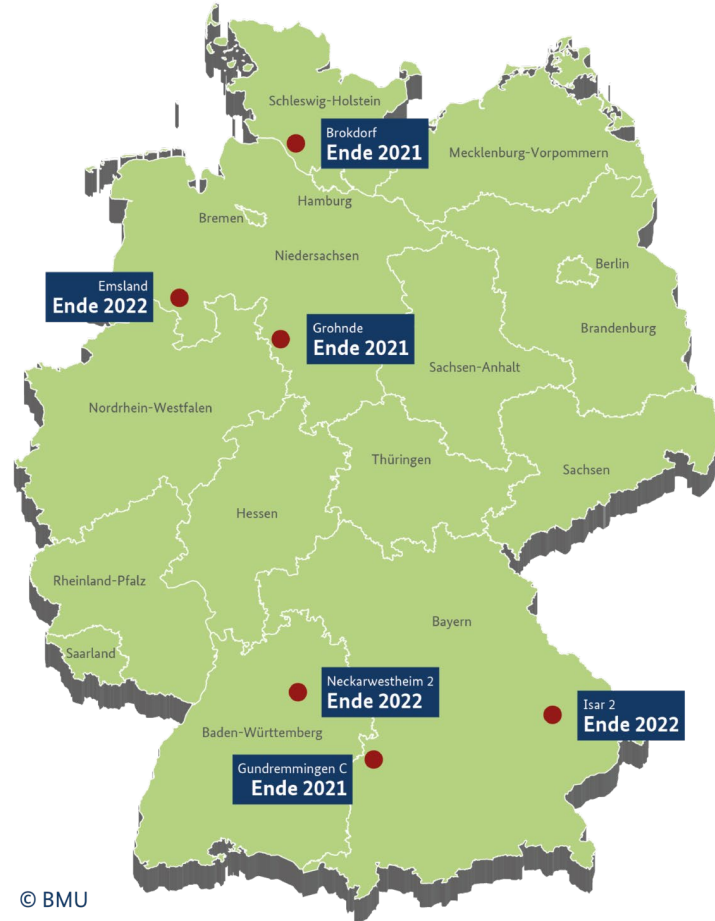 Schleswig-Holstein
Brokdorf
Ende 2021
Mecklenburg-Vorpommern
Hamburg
Bremen
Niedersachsen
Berlin
Emsland
Ende 2022
Brandenburg
Grohnde
Ende 2021
Sachsen-Anhalt
Nordrhein-Westfalen
Thüringen
Sachsen
Hessen
Rheinland-Pfalz
Bayern
Saarland
Neckarwestheim 2
Ende 2022
Isar 2
Ende 2022
Baden-Württemberg
Gundremmingen C
Ende 2021
© BMU